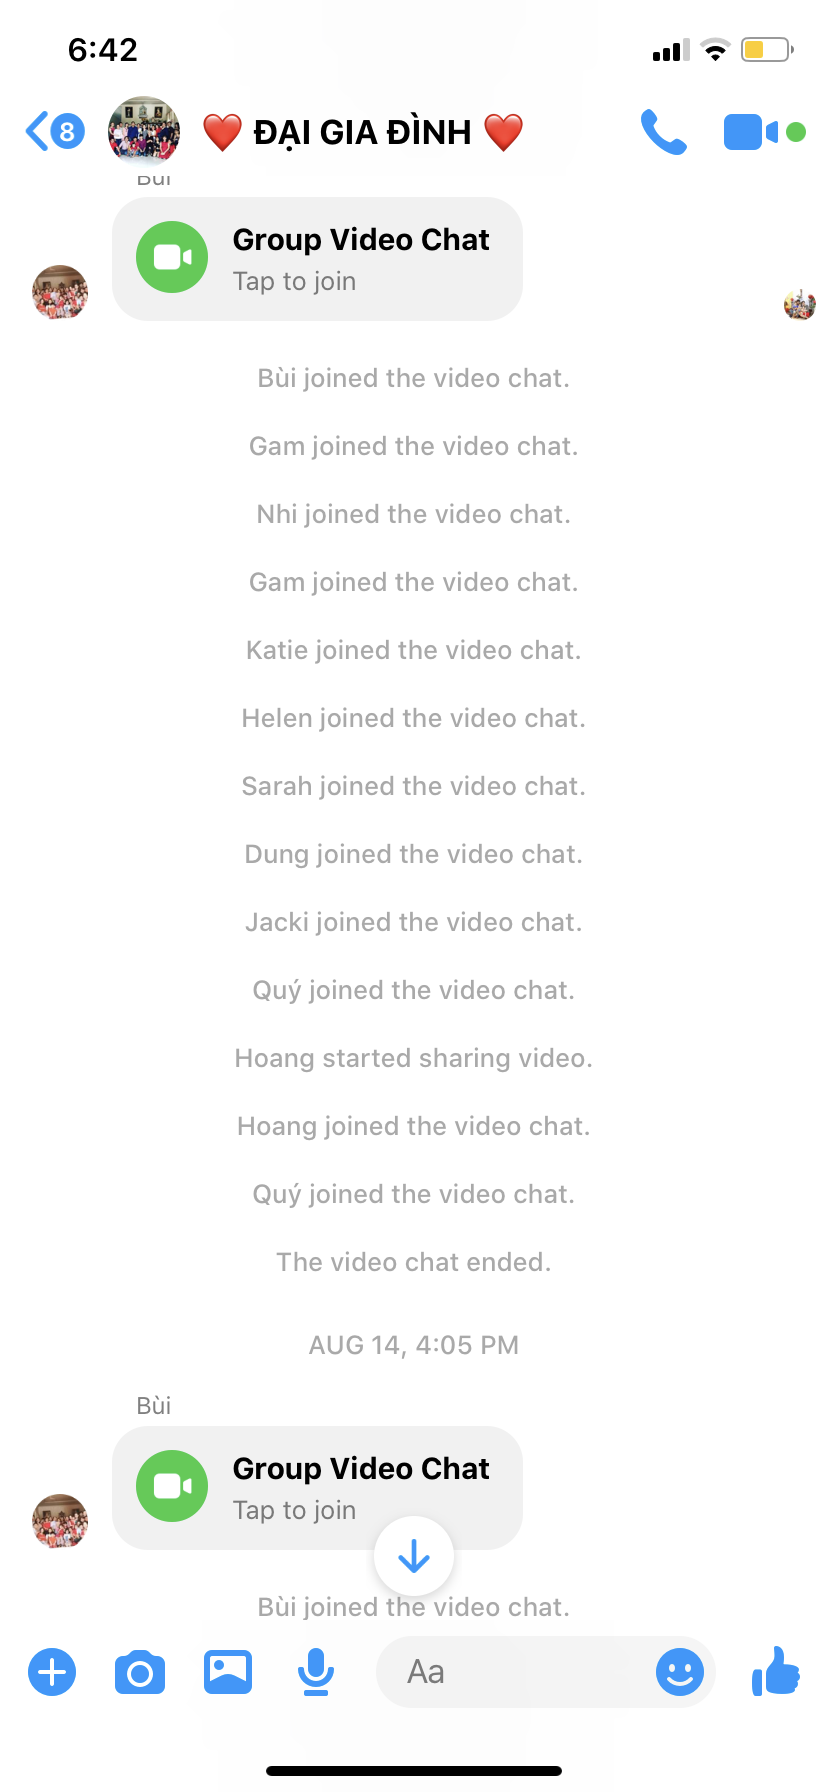 6:42
8
❤️ ĐẠI GIA ĐÌNH ❤️
Bùi
Group Video Chat
Tap to join
Bùi joined the video chat.
Gam joined the video chat.
Nhi joined the video chat.
Gam joined the video chat.
Katie joined the video chat.
Helen joined the video chat.
Sarah joined the video chat.
Dung joined the video chat.
Jacki joined the video chat.
Quý joined the video chat.
Hoang started sharing video.
Hoang joined the video chat.
Quý joined the video chat.
The video chat ended.
AUG 14, 4:05 PM
Bùi
Group Video Chat
Tap to join
Bùi joined the video chat.
Aa